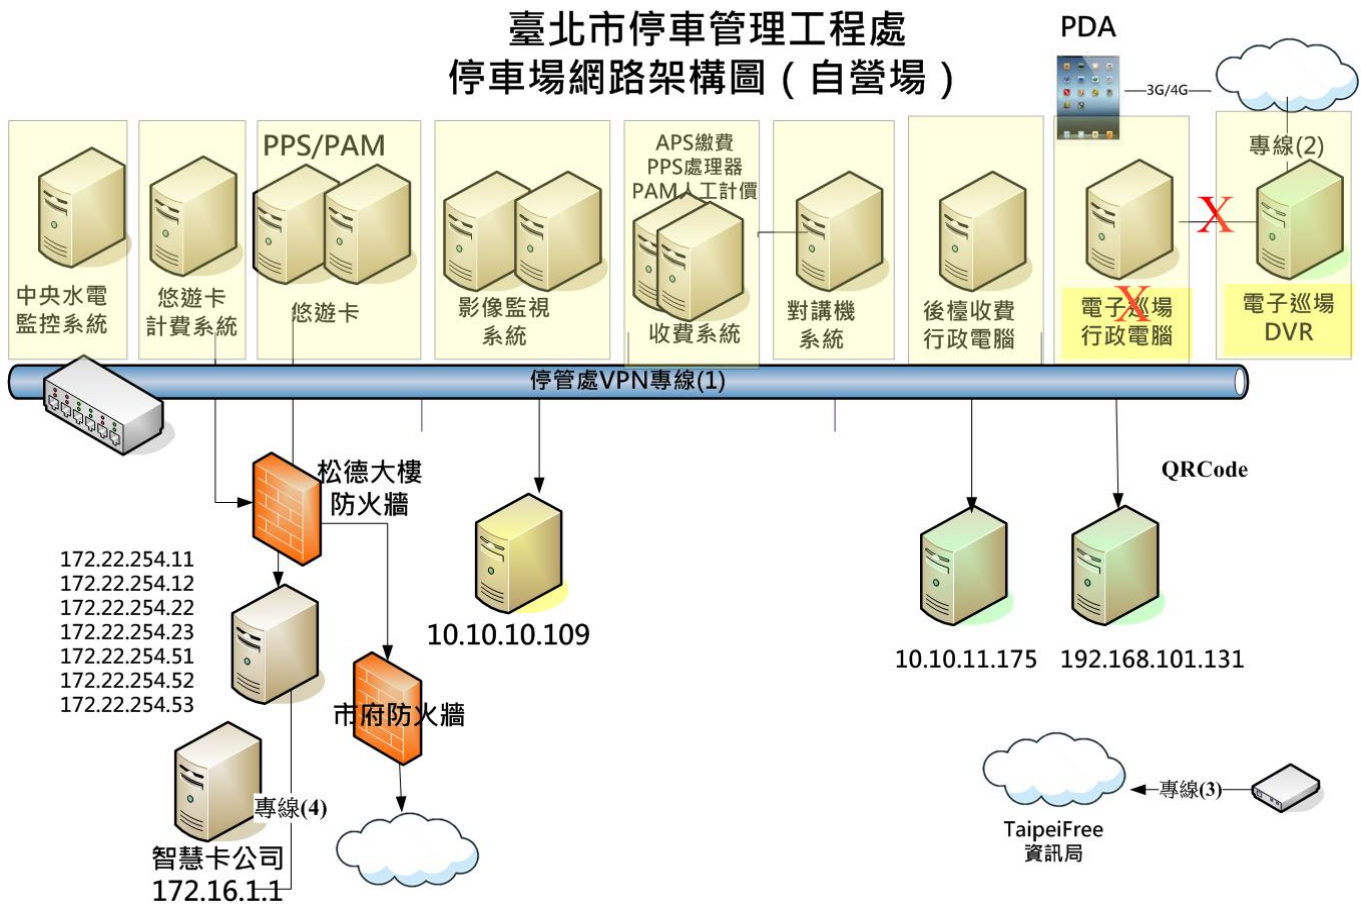 臺北市停車管理工程處
停車場網路架構圖（自營場）
PDA
3G/4G
PPS/PAM
APS繳費
PPS處理器
PAM人工計價
專線(2)
X
中央水電
監控系統
悠遊卡
計費系統
悠遊卡
影像監視
系統
收費系統
對講機
系統
後檯收費
行政電腦
電子巡場
行政電腦
X
電子巡場
DVR
停管處VPN專線(1)
松德大樓
防火牆
QRCode
172.22.254.11
172.22.254.12
172.22.254.22
172.22.254.23
172.22.254.51
172.22.254.52
172.22.254.53
10.10.10.109
10.10.11.175
192.168.101.131
市府防火牆
專線(4)
智慧卡公司
172.16.1.1
專線(3)
TaipeiFree
資訊局